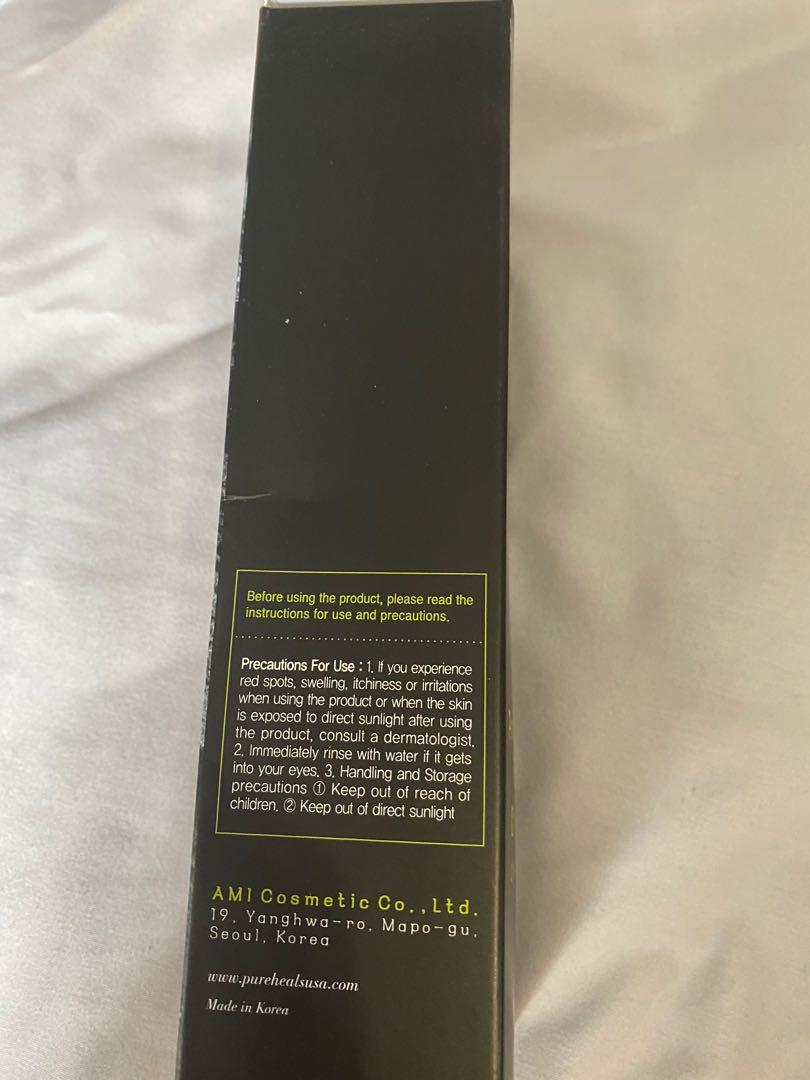 Before using the product, please read the
instructions for use and precautions.
Precautions For Use : 1. If you experience
red spots, swelling, itchiness or irritations
when using the product or when the skin
is exposed to direct sunlight after using
the product, consult a dermatologist.
2. Immediately rinse with water if it gets
into your eyes. 3. Handling and Storage
precautions ① Keep out of reach of
children. ② Keep out of direct sunlight
AMI Cosmetic Co.,Ltd.
19, Yanghwa-ro, Mapo-gu,
Seoul, Korea
www.purehealsusa.com
Made in Korea